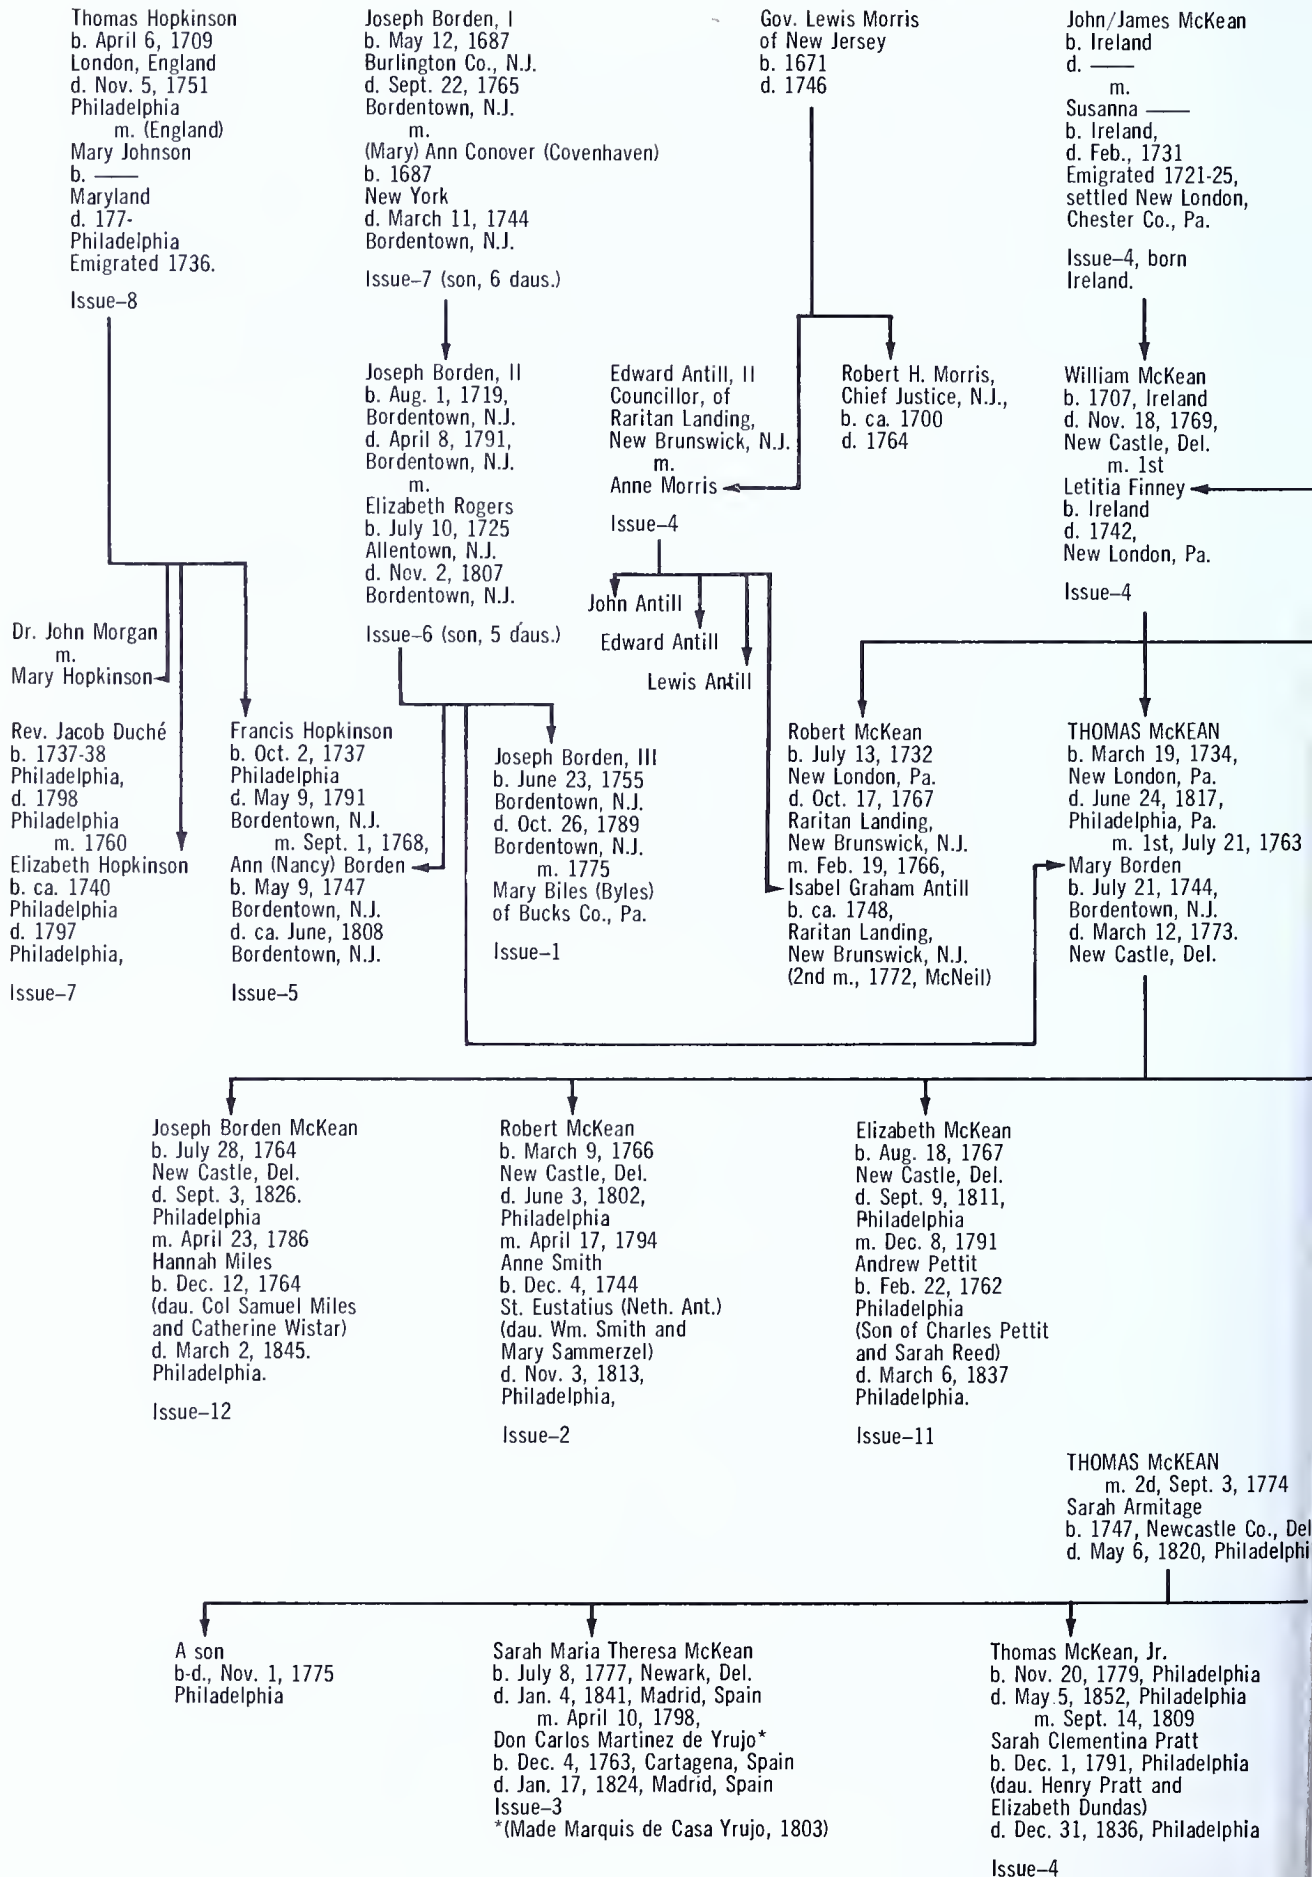 Thomas Hopkinson
b. April 6, 1709
London, England
d. Nov. 5, 1751
Philadelphia
m. (England)
Mary Johnson
b. ——
Maryland
d. 177-
Philadelphia
Emigrated 1736.
Issue–8
Joseph Borden, I
b. May 12, 1687
Burlington Co., N.J.
d. Sept. 22, 1765
Bordentown, N.J.
m.
(Mary) Ann Conover (Covenhaven)
b. 1687
New York
d. March 11, 1744
Bordentown, N.J.
Issue–7 (son, 6 daus.)
Gov. Lewis Morris
of New Jersey
b. 1671
d. 1746
John/James McKean
b. Ireland
d. ——
m.
Susanna ——
b. Ireland,
d. Feb., 1731
Emigrated 1721-25,
settled New London,
Chester Co., Pa.
Issue–4, born
Ireland.
Joseph Borden, II
b. Aug. 1, 1719,
Bordentown, N.J.
d. April 8, 1791,
Bordentown, N.J.
m.
Elizabeth Rogers
b. July 10, 1725
Allentown, N.J.
d. Nov. 2, 1807
Bordentown, N.J.
Issue–6 (son, 5 daus.)
Edward Antill, II
Councillor, of
Raritan Landing,
New Brunswick, N.J.
m.
Anne Morris
Issue–4
Robert H. Morris,
Chief Justice, N.J.,
b. ca. 1700
d. 1764
William McKean
b. 1707, Ireland
d. Nov. 18, 1769,
New Castle, Del.
m. 1st
Letitia Finney
b. Ireland
d. 1742,
New London, Pa.
Issue–4
John Antill
Edward Antill
Lewis Antill
Dr. John Morgan
m.
Mary Hopkinson
Rev. Jacob Duché
b. 1737-38
Philadelphia,
d. 1798
Philadelphia
m. 1760
Elizabeth Hopkinson
b. ca. 1740
Philadelphia
d. 1797
Philadelphia,
Issue–7
Francis Hopkinson
b. Oct. 2, 1737
Philadelphia
d. May 9, 1791
Bordentown, N.J.
m. Sept. 1, 1768,
Ann (Nancy) Borden
b. May 9, 1747
Bordentown, N.J.
d. ca. June, 1808
Bordentown, N.J.
Issue–5
Joseph Borden, III
b. June 23, 1755
Bordentown, N.J.
d. Oct. 26, 1789
Bordentown, N.J.
m. 1775
Mary Biles (Byles)
of Bucks Co., Pa.
Issue–1
Robert McKean
b. July 13, 1732
New London, Pa.
d. Oct. 17, 1767
Raritan Landing,
New Brunswick, N.J.
m. Feb. 19, 1766,
Isabel Graham Antill
b. ca. 1748,
Raritan Landing,
New Brunswick, N.J.
(2nd m., 1772, McNeil)
THOMAS McKEAN
b. March 19, 1734,
New London, Pa.
d. June 24, 1817,
Philadelphia, Pa.
m. 1st, July 21, 1763
Mary Borden
b. July 21, 1744,
Bordentown, N.J.
d. March 12, 1773.
New Castle, Del.
Joseph Borden McKean
b. July 28, 1764
New Castle, Del.
d. Sept. 3, 1826.
Philadelphia
m. April 23, 1786
Hannah Miles
b. Dec. 12, 1764
(dau. Col Samuel Miles
and Catherine Wistar)
d. March 2, 1845.
Philadelphia.
Issue–12
Robert McKean
b. March 9, 1766
New Castle, Del.
d. June 3, 1802,
Philadelphia
m. April 17, 1794
Anne Smith
b. Dec. 4, 1744
St. Eustatius (Neth. Ant.)
(dau. Wm. Smith and
Mary Sammerzel)
d. Nov. 3, 1813,
Philadelphia,
Issue–2
Elizabeth McKean
b. Aug. 18, 1767
New Castle, Del.
d. Sept. 9, 1811,
Philadelphia
m. Dec. 8, 1791
Andrew Pettit
b. Feb. 22, 1762
Philadelphia
(Son of Charles Pettit
and Sarah Reed)
d. March 6, 1837
Philadelphia.
Issue–11
THOMAS McKEAN
m. 2d, Sept. 3, 1774
Sarah Armitage
b. 1747, Newcastle Co., Del
d. May 6, 1820, Philadelphi
A son
b-d., Nov. 1, 1775
Philadelphia
Sarah Maria Theresa McKean
b. July 8, 1777, Newark, Del.
d. Jan. 4, 1841, Madrid, Spain
m. April 10, 1798,
Don Carlos Martinez de Yrujo*
b. Dec. 4, 1763, Cartagena, Spain
d. Jan. 17, 1824, Madrid, Spain
Issue–3
*(Made Marquis de Casa Yrujo, 1803)
Thomas McKean, Jr.
b. Nov. 20, 1779, Philadelphia
d. May 5, 1852, Philadelphia
m. Sept. 14, 1809
Sarah Clementina Pratt
b. Dec. 1, 1791, Philadelphia
(dau. Henry Pratt and
Elizabeth Dundas)
d. Dec. 31, 1836, Philadelphia
Issue–4